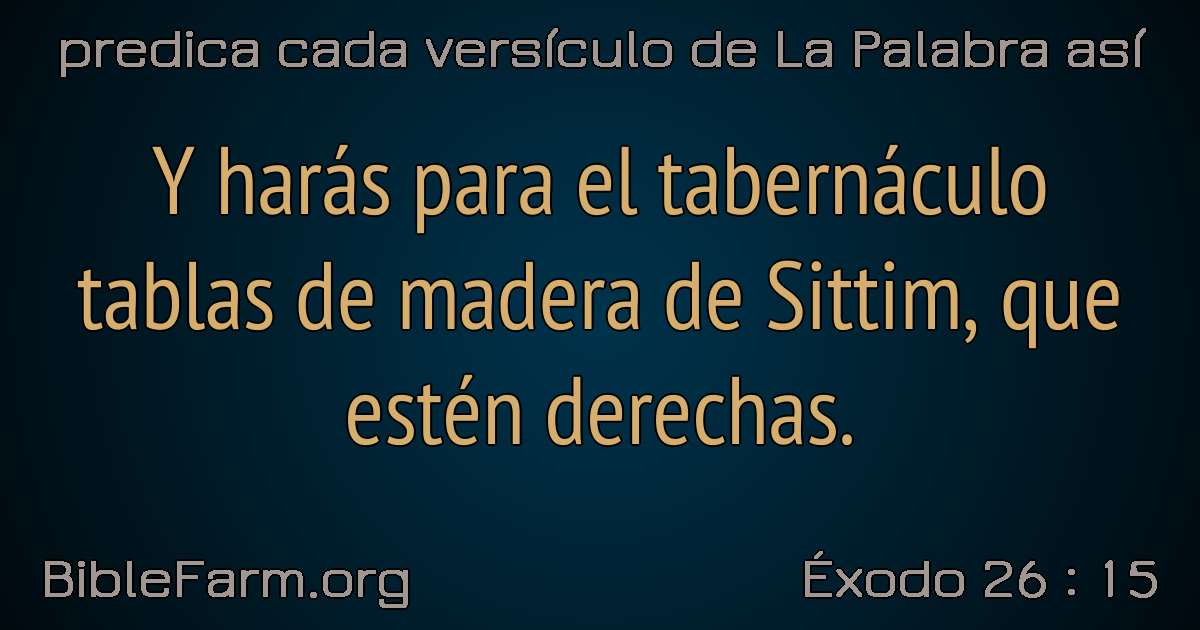 predica cada versículo de La Palabra así
Y harás para el tabernáculo
tablas de madera de Sittim, que
estén derechas.
BibleFarm.org
Éxodo 26 : 15